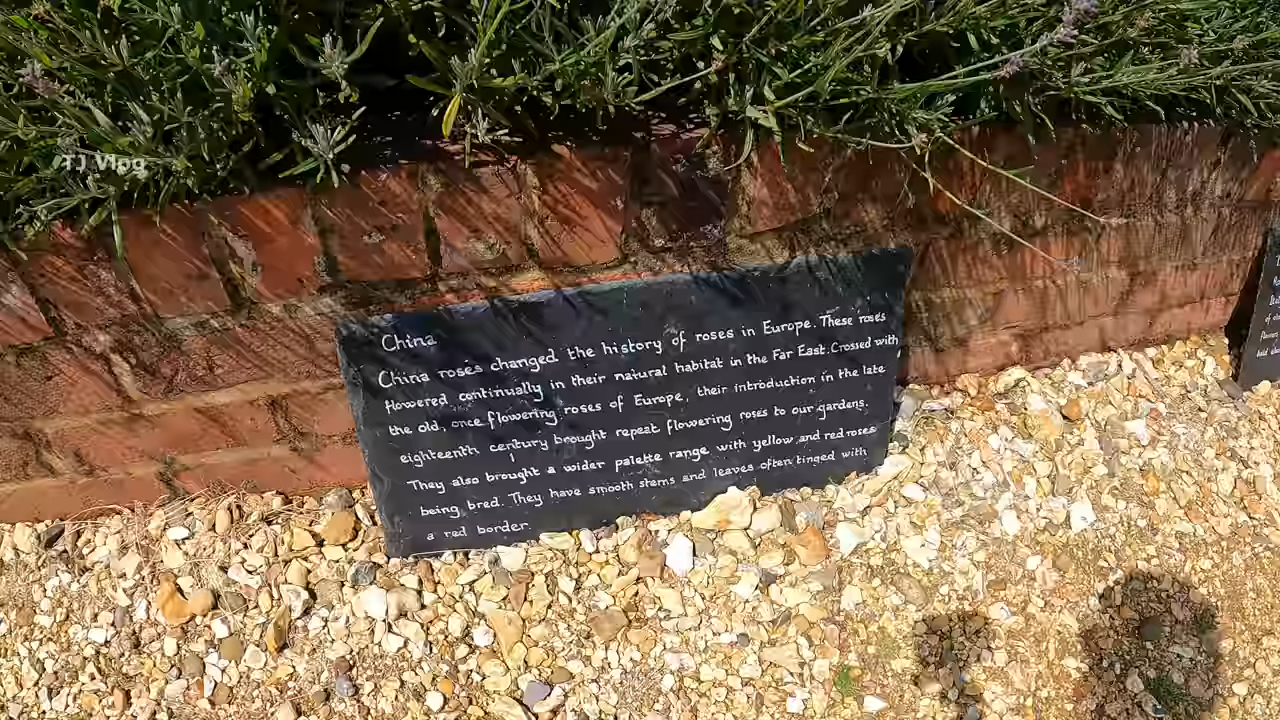 TJ Vlog
China
China roses changed the history of roses in Europe. These roses
flowered continually in their natural habitat in the Far East. Crossed with
the old, once flowering roses of Europe, their introduction in the late
eighteenth century brought repeat flowering roses to our gardens.
They also brought a wider palette range with yellow and red roses
being bred. They have smooth stems and leaves often tinged with
a red border.